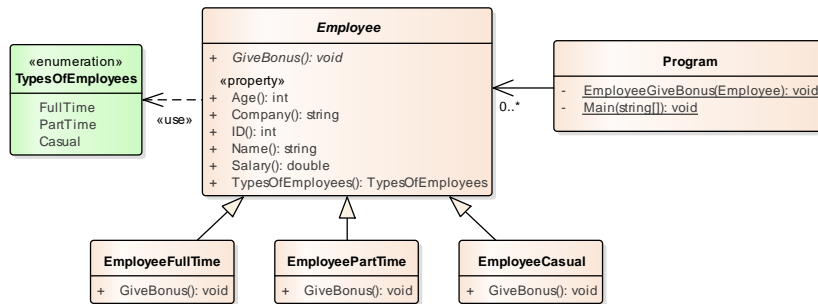 «enumeration»
TypesOfEmployees
FullTime
PartTime
Casual
«use»
Employee
+ GiveBonus(): void
«property»
+ Age(): int
+ Company(): string
+ ID(): int
+ Name(): string
+ Salary(): double
+ TypesOfEmployees(): TypesOfEmployees
0..*
Program
- EmployeeGiveBonus(Employee): void
- Main(string[]): void
EmployeeFullTime
+ GiveBonus(): void
EmployeePartTime
+ GiveBonus(): void
EmployeeCasual
+ GiveBonus(): void